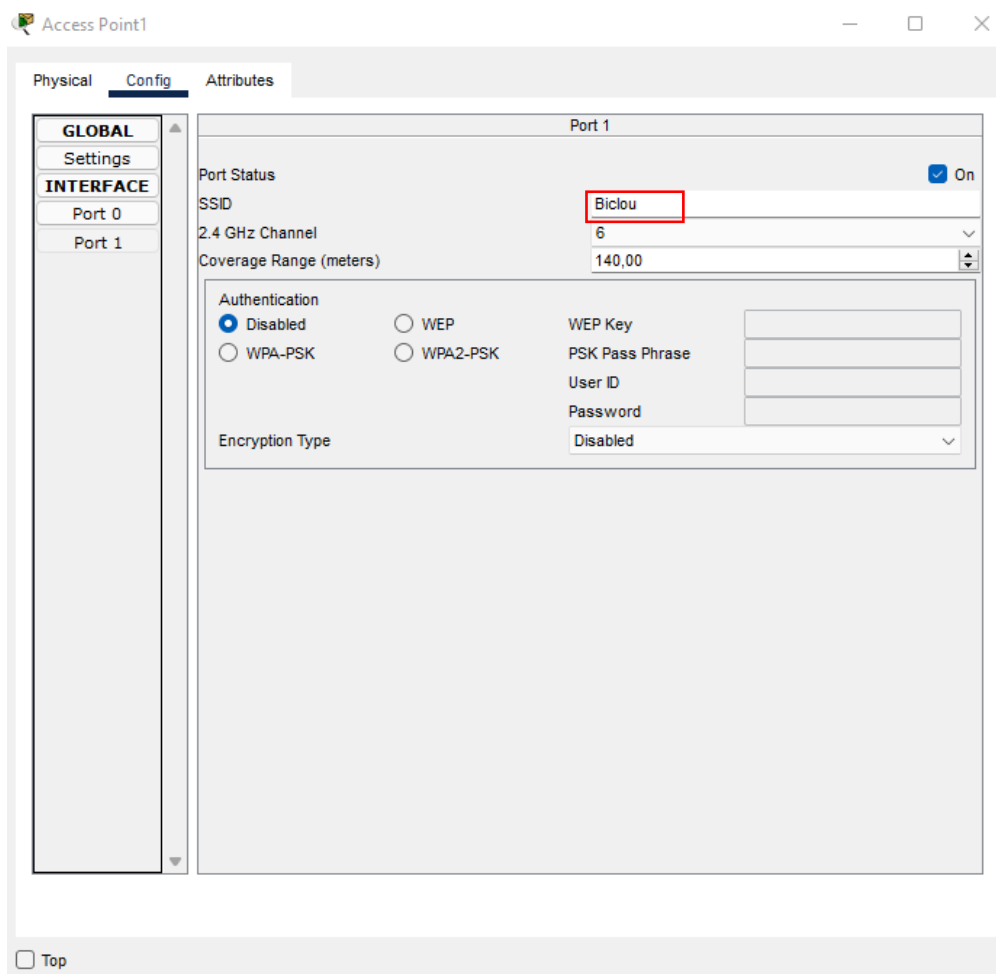 Access Point1
Physical Config Attributes
GLOBAL
Settings
INTERFACE
Port 0
Port 1
Port 1
Port Status On
SSID Biclou
2.4 GHz Channel 6
Coverage Range (meters) 140,00
Authentication
Disabled WEP WEP Key
WPA-PSK WPA2-PSK PSK Pass Phrase
User ID
Password
Encryption Type Disabled
Top